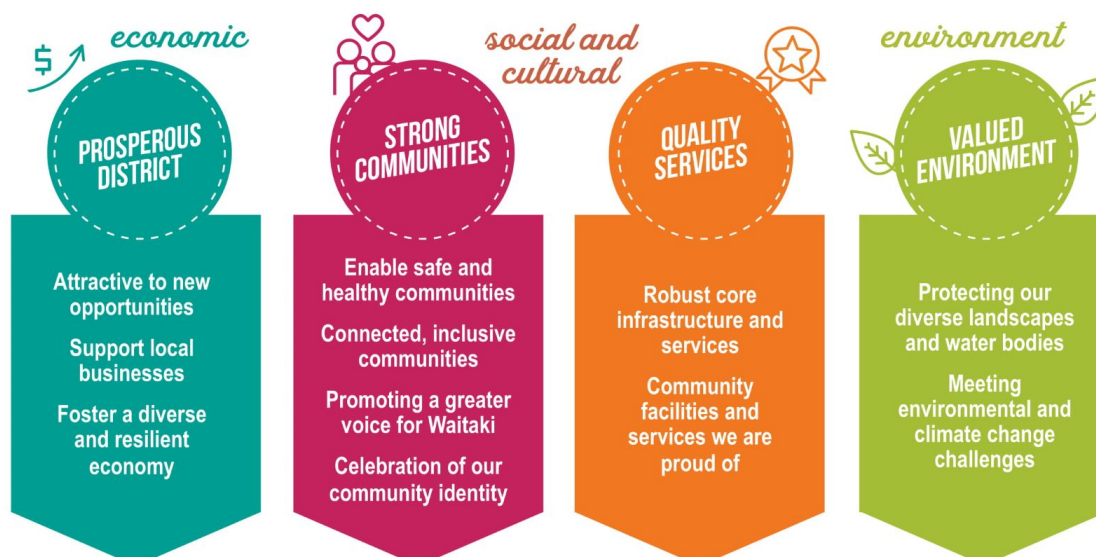 economic
social and
cultural
environment
$
PROSPEROUS
DISTRICT
Attractive to new
opportunities
Support local
businesses
Foster a diverse
and resilient
economy
STRONG
COMMUNITIES
Enable safe and
healthy communities
Connected, inclusive
communities
Promoting a greater
voice for Waitaki
Celebration of our
community identity
QUALITY
SERVICES
Robust core
infrastructure and
services
Community
facilities and
services we are
proud of
VALUED
ENVIRONMENT
Protecting our
diverse landscapes
and water bodies
Meeting
environmental and
climate change
challenges